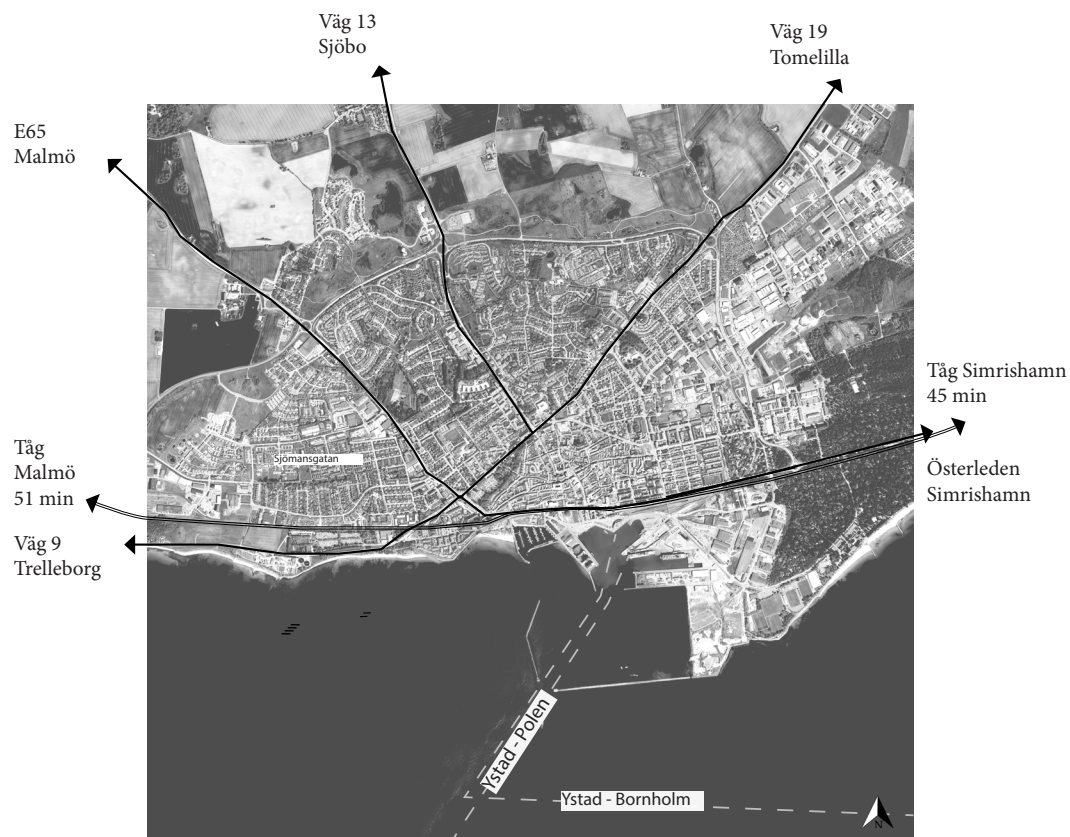 Väg 13
Sjöbo
Väg 19
Tomelilla
E65
Malmö
Tåg Simrishamn
45 min
Sjömansgatan
Tåg
Malmö
51 min
Österleden
Simrishamn
Väg 9
Trelleborg
Ystad - Polen
Ystad - Bornholm
N